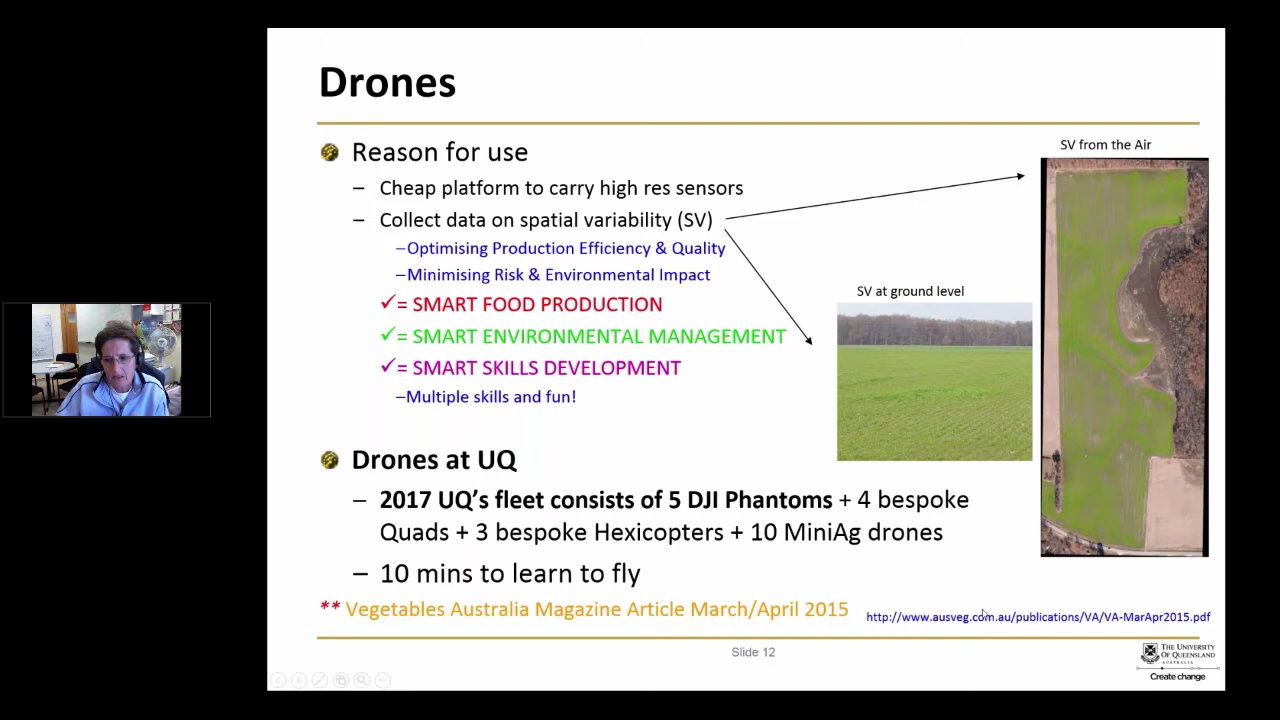 Drones
Reason for use
– Cheap platform to carry high res sensors
– Collect data on spatial variability (SV)
–Optimising Production Efficiency & Quality
–Minimising Risk & Environmental Impact
✓= SMART FOOD PRODUCTION
✓= SMART ENVIRONMENTAL MANAGEMENT
✓= SMART SKILLS DEVELOPMENT
–Multiple skills and fun!
SV from the Air
SV at ground level
Drones at UQ
– 2017 UQ’s fleet consists of 5 DJI Phantoms + 4 bespoke
Quads + 3 bespoke Hexicopters + 10 MiniAg drones
– 10 mins to learn to fly
** Vegetables Australia Magazine Article March/April 2015
http://www.ausveg.com.au/publications/VA/VA-MarApr2015.pdf
Slide 12
THE UNIVERSITY
OF QUEENSLAND
AUSTRALIA
Create change